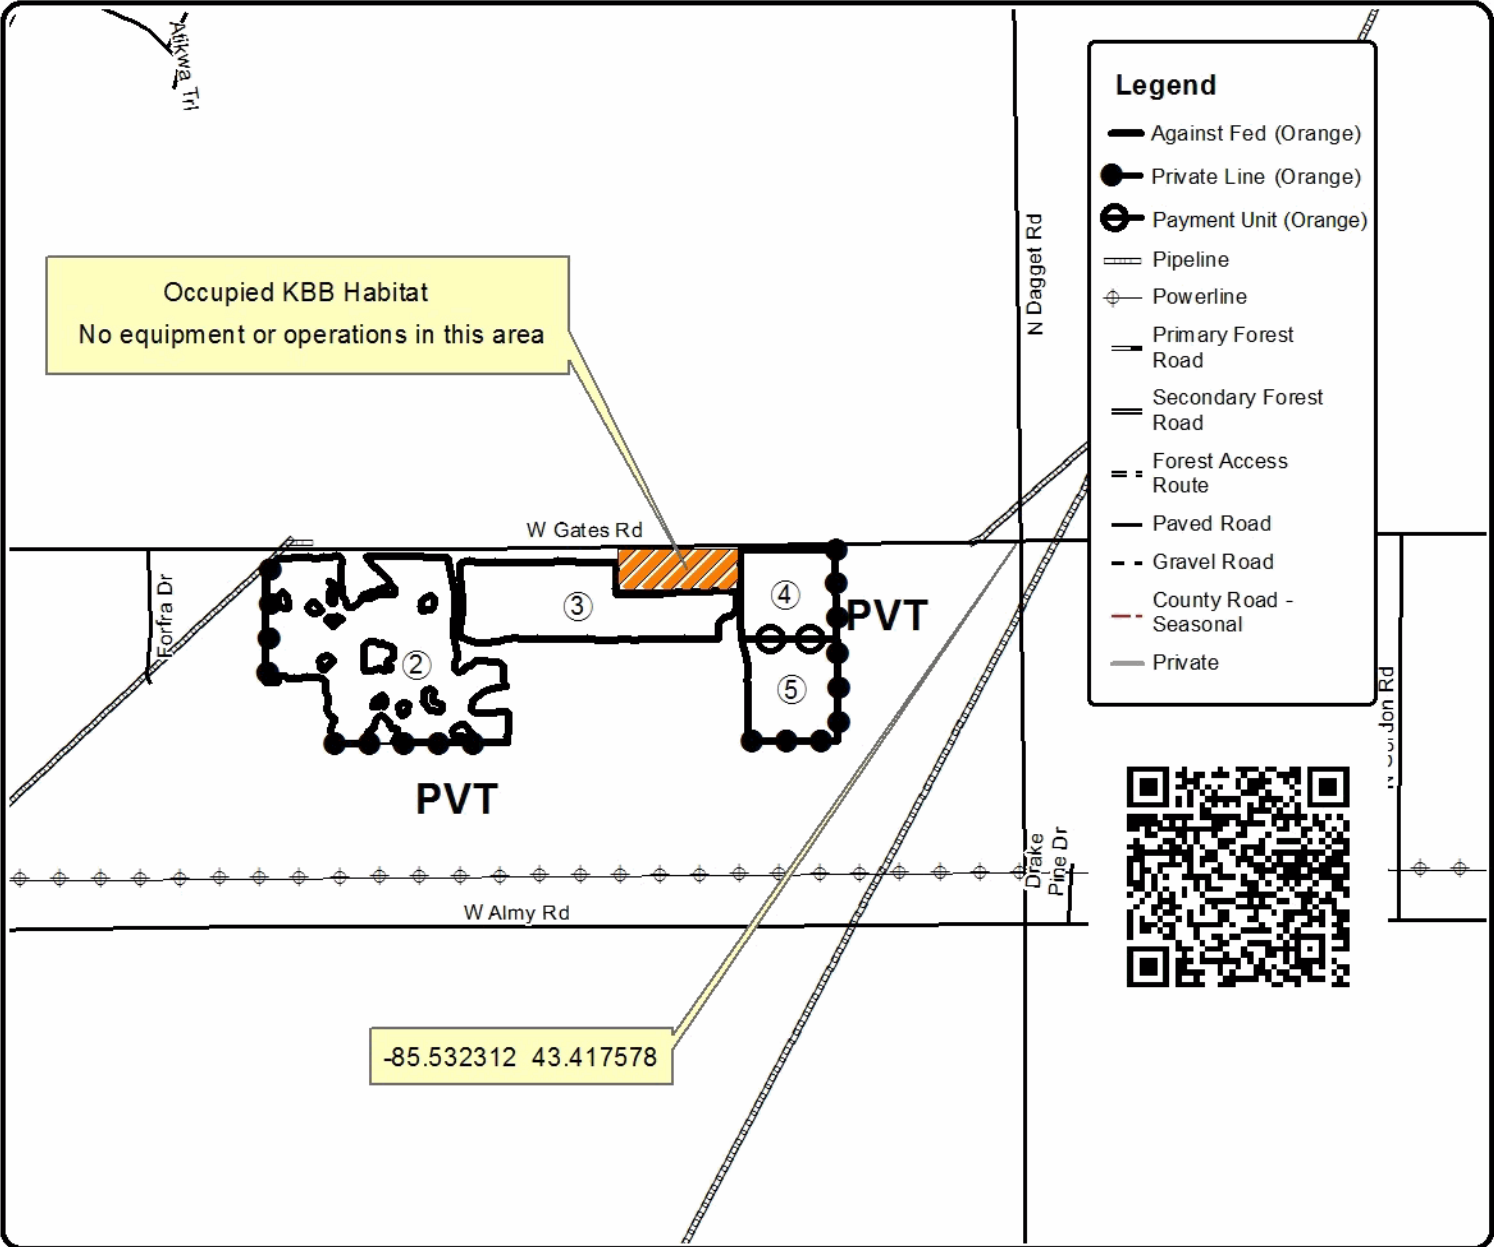 Atikwa Trl
Legend
Against Fed (Orange)
Private Line (Orange)
Payment Unit (Orange)
Pipeline
Powerline
Primary Forest
Road
Secondary Forest
Road
Forest Access
Route
Paved Road
Gravel Road
County Road -
Seasonal
Private
N Dagget Rd
Occupied KBB Habitat
No equipment or operations in this area
W Gates Rd
Forfra Dr
3
4
PVT
2
5
PVT
Rd
Drake
Pine Dr
W Almy Rd
-85.532312 43.417578